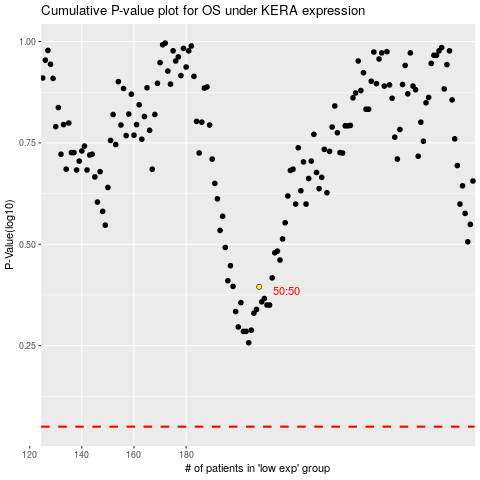 Cumulative P-value plot for OS under KERA expression
P-Value(log10)
1.00
0.75
0.50
0.25
50:50
120 140 160 180
# of patients in 'low exp' group